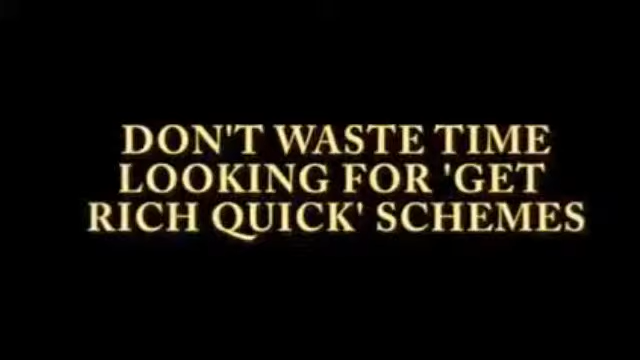 DON'T WASTE TIME
LOOKING FOR 'GET
RICH QUICK' SCHEMES